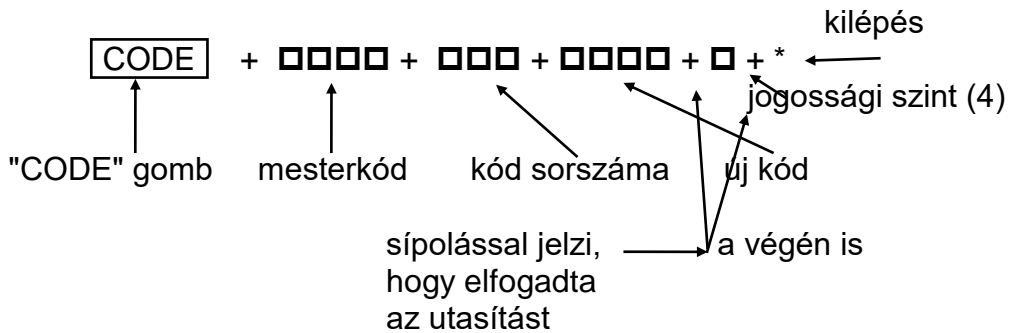 kilépés
CODE + □□□□ + □□□ + □□□□ + □ + *
jogossági szint (4)
"CODE" gomb mesterkód kód sorszáma új kód
sípolással jelzi, a végén is
hogy elfogadta
az utasítást